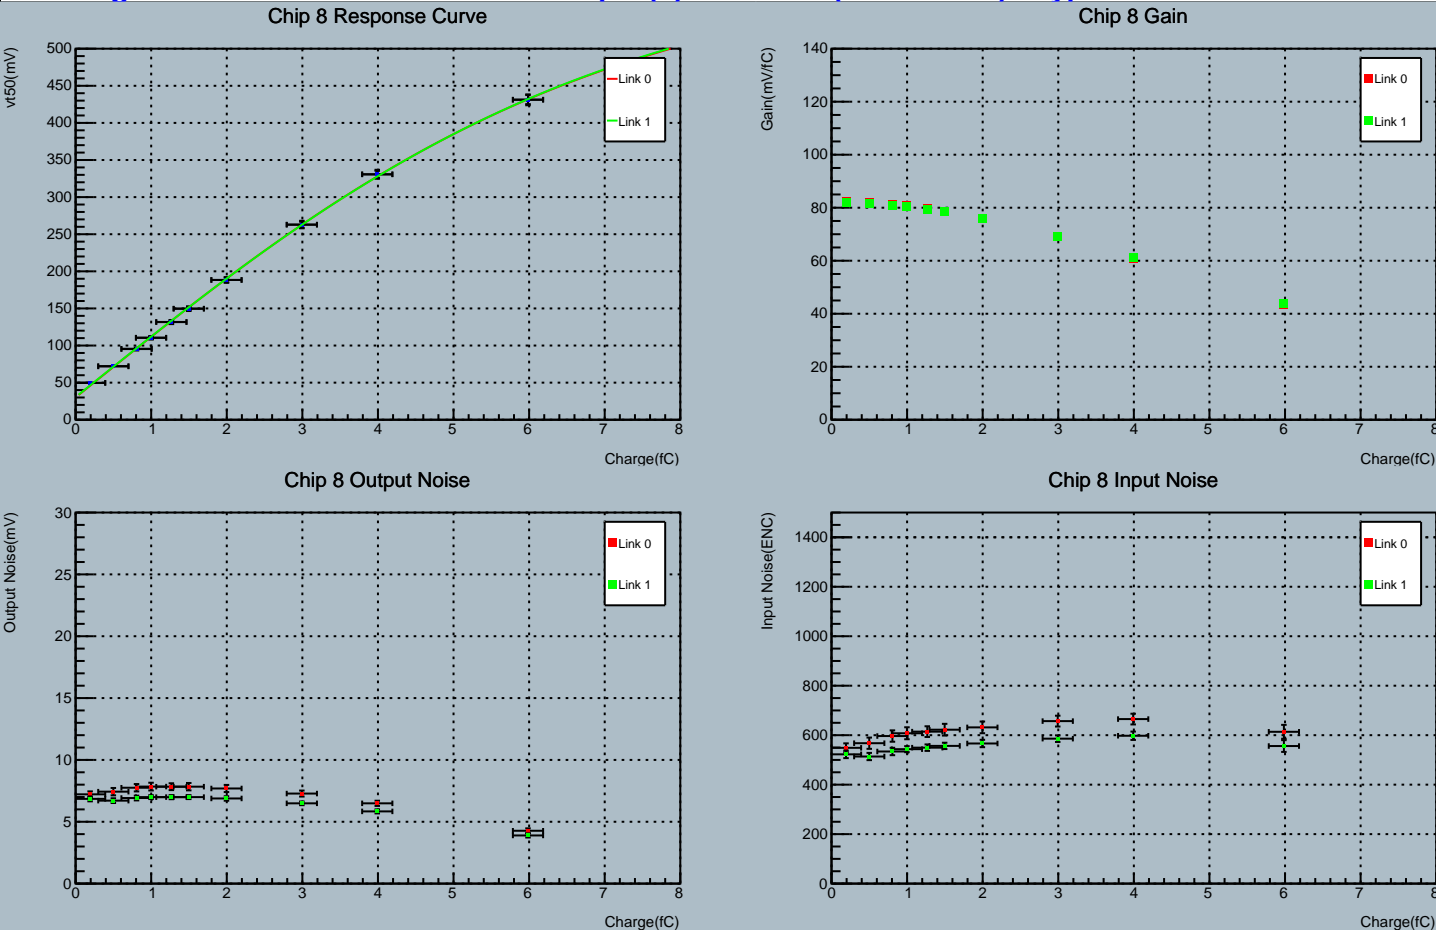 Chip 8 Response Curve
vt50(mV)
500
450
400
350
300
250
200
150
100
50
0
0 1 2 3 4 5 6 7 8
Charge(fC)
Link 0
Link 1
Chip 8 Gain
Gain(mV/fC)
140
120
100
80
60
40
20
0
0 1 2 3 4 5 6 7 8
Charge(fC)
Link 0
Link 1
Chip 8 Output Noise
Output Noise(mV)
30
25
20
15
10
5
0
0 1 2 3 4 5 6 7 8
Charge(fC)
Link 0
Link 1
Chip 8 Input Noise
Input Noise(ENC)
1400
1200
1000
800
600
400
200
0
0 1 2 3 4 5 6 7 8
Charge(fC)
Link 0
Link 1